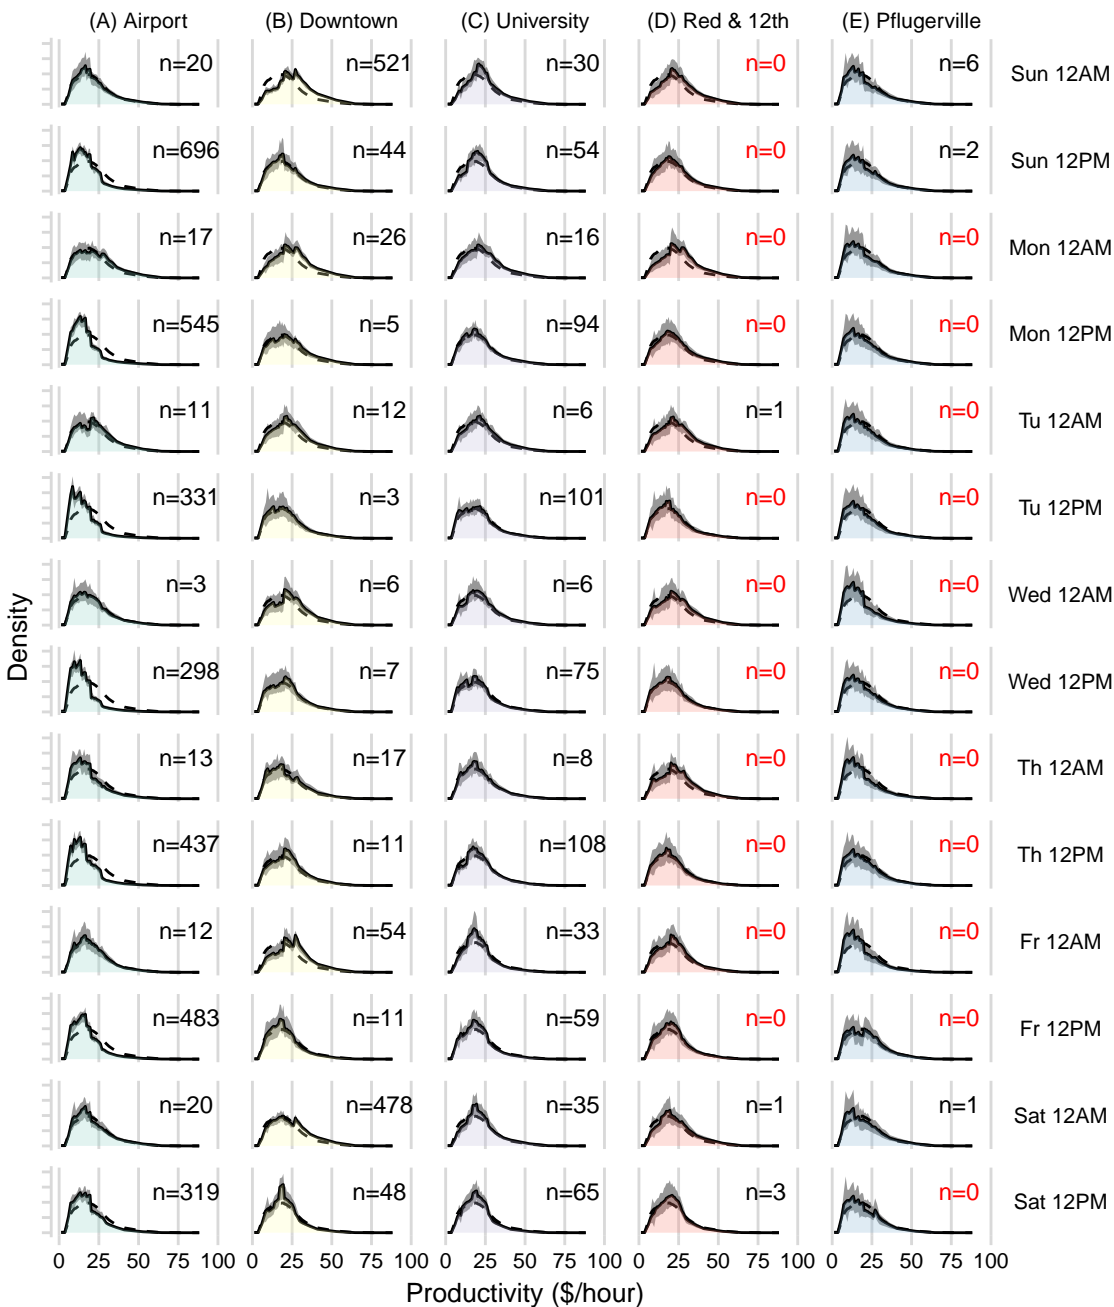 (A) Airport (B) Downtown (C) University (D) Red & 12th (E) Pflugerville
n=20 n=521 n=30 n=0 n=6 Sun 12AM
n=696 n=44 n=54 n=0 n=2 Sun 12PM
n=17 n=26 n=16 n=0 n=0 Mon 12AM
n=545 n=5 n=94 n=0 n=0 Mon 12PM
n=11 n=12 n=6 n=1 n=0 Tu 12AM
n=331 n=3 n=101 n=0 n=0 Tu 12PM
n=3 n=6 n=6 n=0 n=0 Wed 12AM
n=298 n=7 n=75 n=0 n=0 Wed 12PM
n=13 n=17 n=8 n=0 n=0 Th 12AM
n=437 n=11 n=108 n=0 n=0 Th 12PM
n=12 n=54 n=33 n=0 n=0 Fr 12AM
n=483 n=11 n=59 n=0 n=0 Fr 12PM
n=20 n=478 n=35 n=1 n=1 Sat 12AM
n=319 n=48 n=65 n=3 n=0 Sat 12PM
0 25 50 75 100 0 25 50 75 100 0 25 50 75 100 0 25 50 75 100 0 25 50 75 100
Productivity ($/hour)
Density